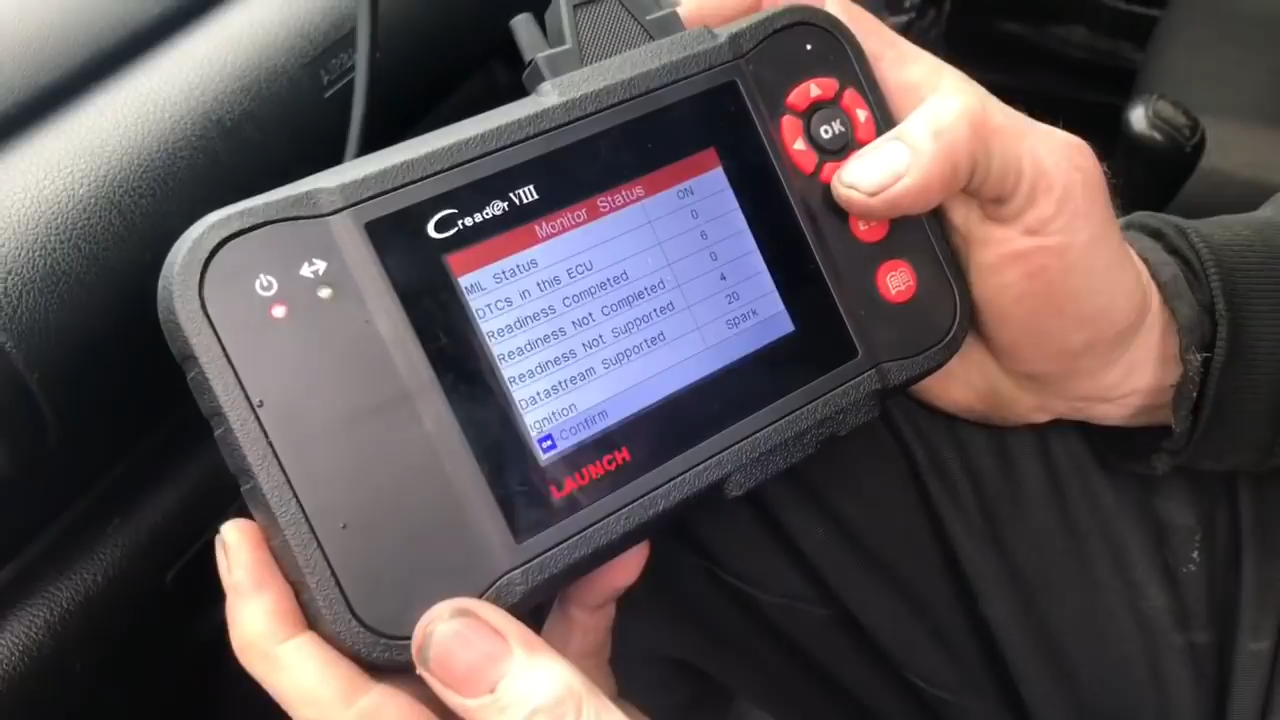 Creader VIII
Monitor Status
MIL Status ON
DTCs in this ECU 0
Readiness Completed 6
Readiness Not Completed 0
Readiness Not Supported 4
Datastream Supported 20
Ignition Spark
OK -Confirm
LAUNCH
OK